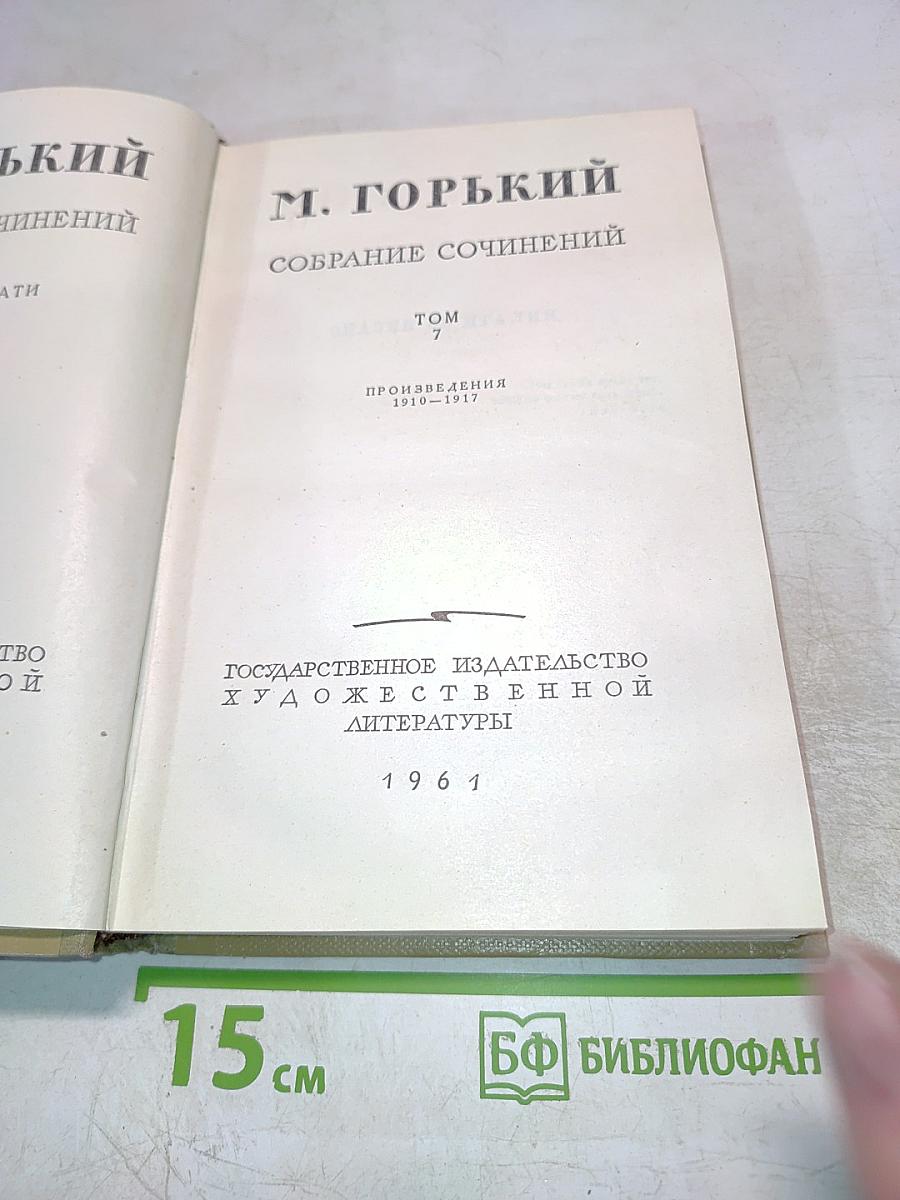 ЬКИЙ
ЧИНЕНИЙ
АТИ
ТВО
ОЙ
М. ГОРЬКИЙ
СОБРАНИЕ СОЧИНЕНИЙ
ТОМ
7
ПРОИЗВЕДЕНИЯ
1910—1917
ГОСУДАРСТВЕННОЕ ИЗДАТЕЛЬСТВО
ХУДОЖЕСТВЕННОЙ
ЛИТЕРАТУРЫ
1961
15 см
БФ БИБЛИОФАН